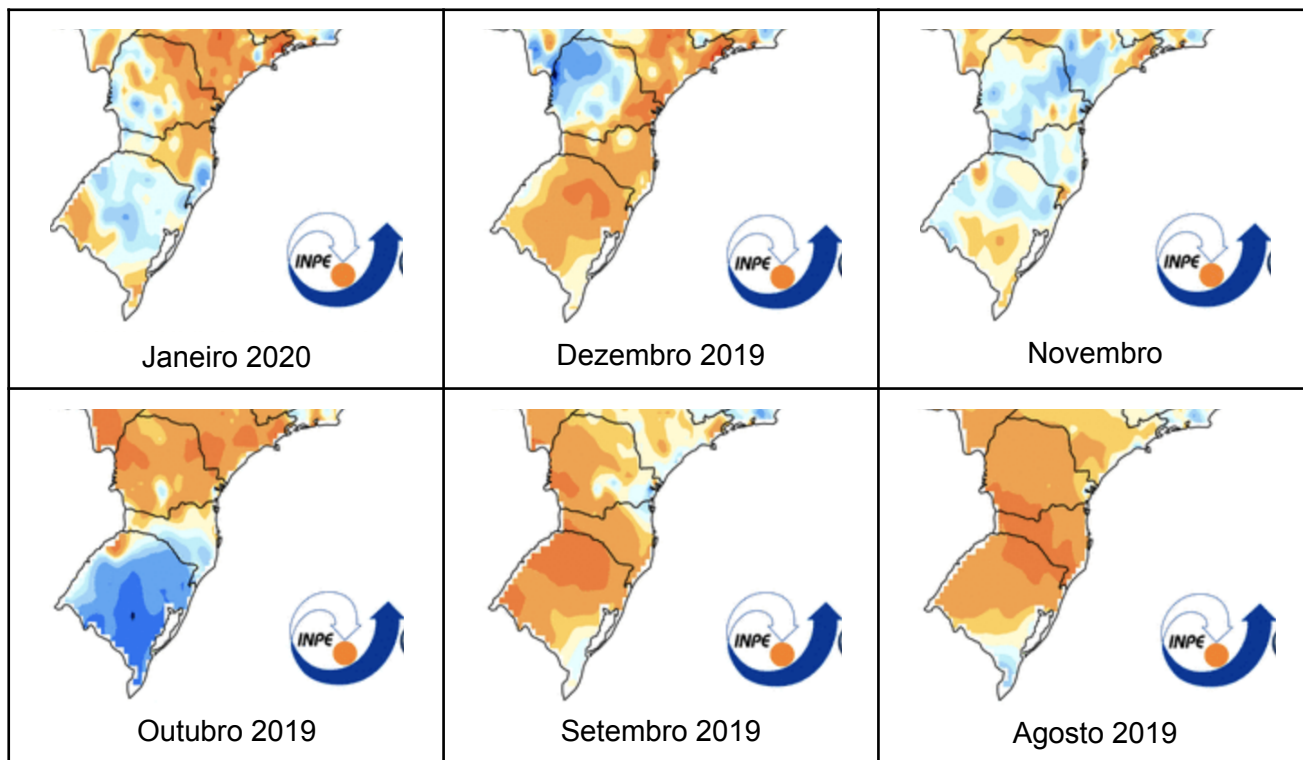 INPE
INPE
INPE
Janeiro 2020
Dezembro 2019
Novembro
INPE
INPE
INPE
Outubro 2019
Setembro 2019
Agosto 2019